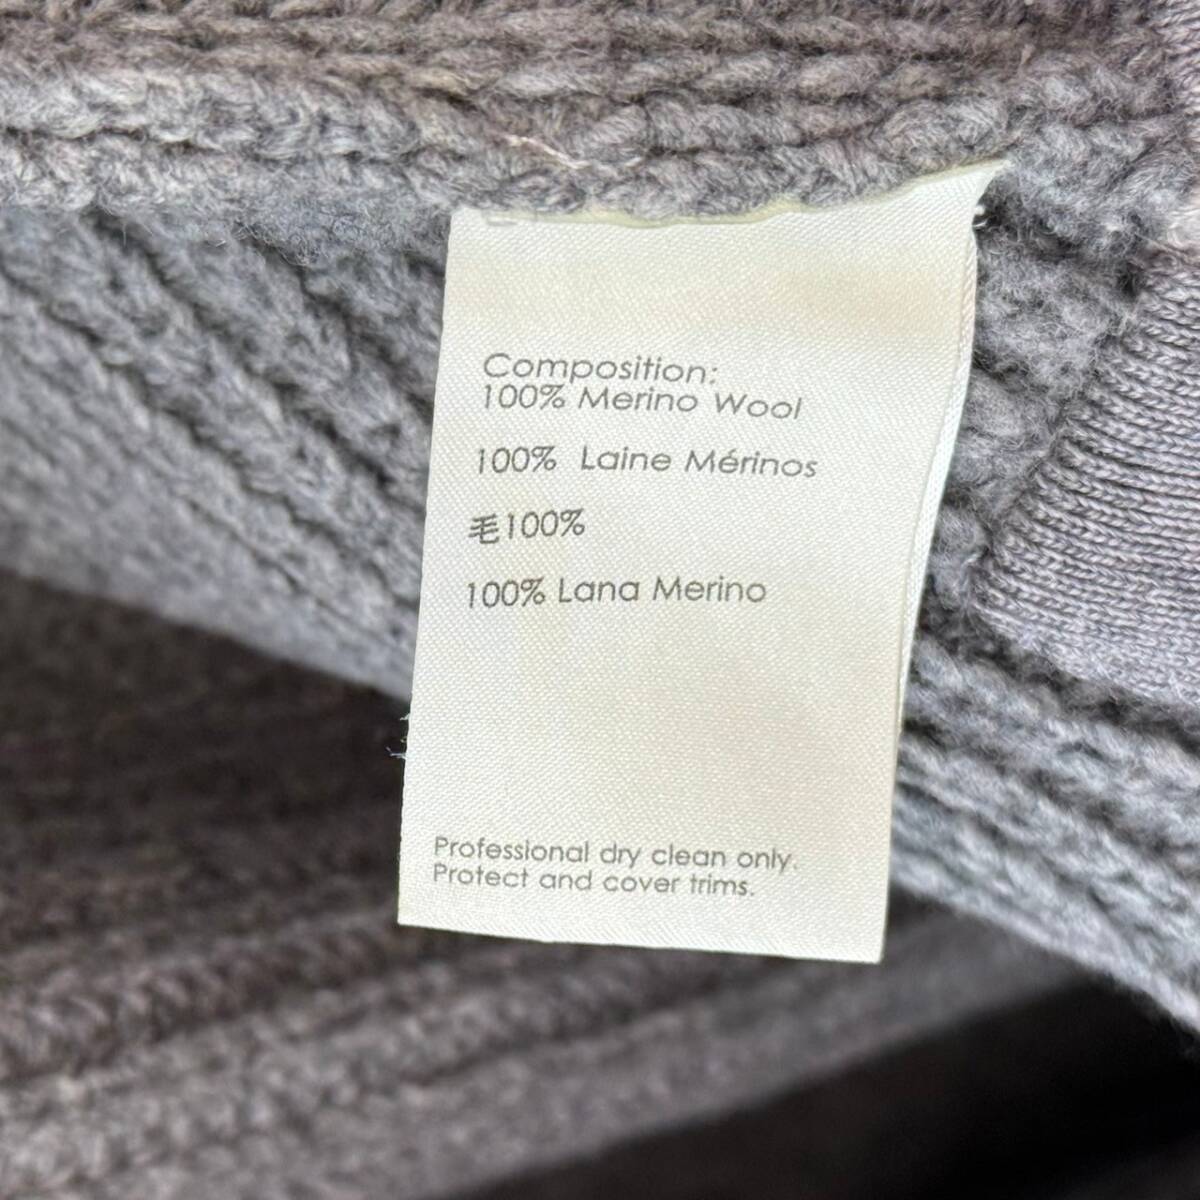 Composition:
100% Merino Wool
100% Laine Mérinos
毛100%
100% Lana Merino
Professional dry clean only.
Protect and cover trims.